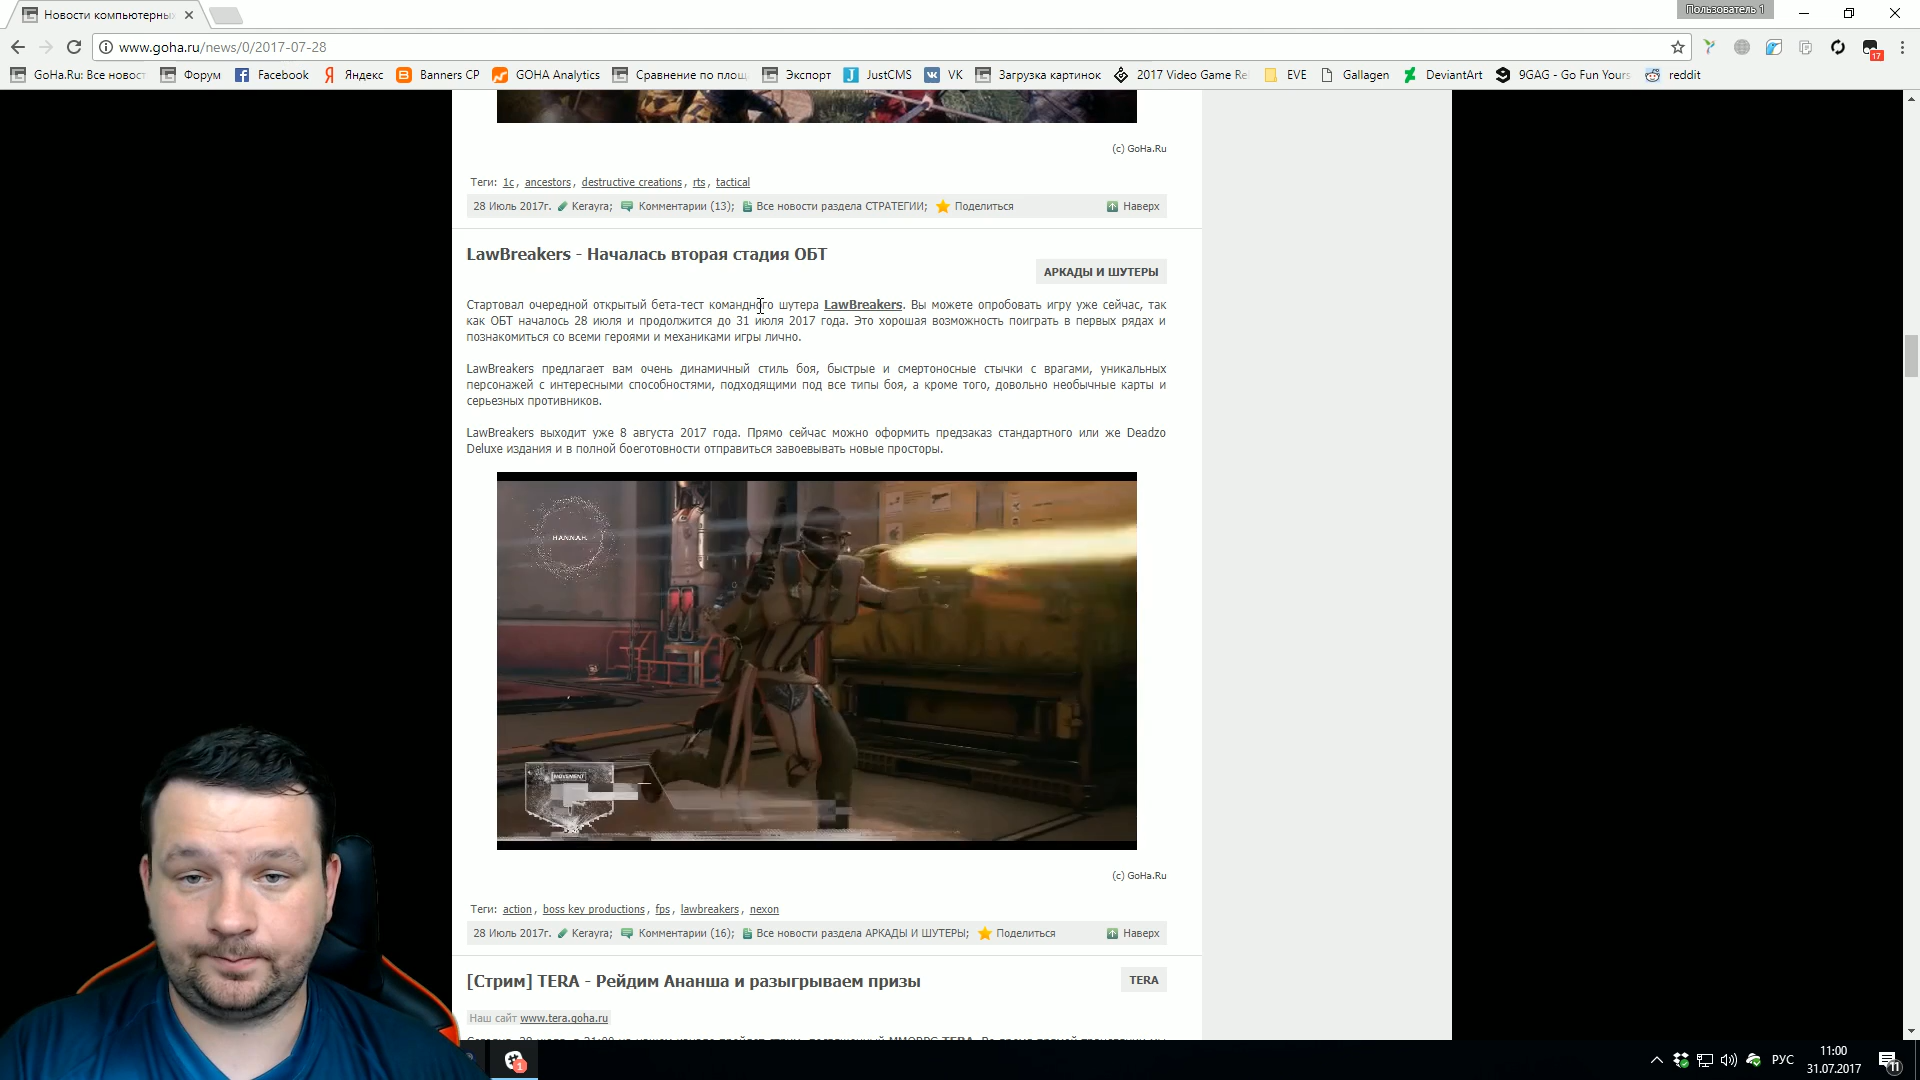 Новости компьютерны
Пользователь 1
www.goha.ru/news/0/2017-07-28
17
GoHa.Ru: Все новост Форум Facebook Яндекс Banners CP GOHA Analytics Сравнение по площ Экспорт JustCMS VK Загрузка картинок 2017 Video Game Re EVE Gallagen DeviantArt 9GAG - Go Fun Yours reddit
(c) GoHa.Ru
Теги: 1c, ancestors, destructive creations, rts, tactical
28 Июль 2017г. Kerayra; Комментарии (13); Все новости раздела СТРАТЕГИИ; Поделиться Наверх
LawBreakers - Началась вторая стадия ОБТ
АРКАДЫ И ШУТЕРЫ
Стартовал очередной открытый бета-тест командного шутера LawBreakers. Вы можете опробовать игру уже сейчас, так
как ОБТ началось 28 июля и продолжится до 31 июля 2017 года. Это хорошая возможность поиграть в первых рядах и
познакомиться со всеми героями и механиками игры лично.
LawBreakers предлагает вам очень динамичный стиль боя, быстрые и смертоносные стычки с врагами, уникальных
персонажей с интересными способностями, подходящими под все типы боя, а кроме того, довольно необычные карты и
серьезных противников.
LawBreakers выходит уже 8 августа 2017 года. Прямо сейчас можно оформить предзаказ стандартного или же Deadzo
Deluxe издания и в полной боеготовности отправиться завоевывать новые просторы.
HANNAH
MOVEMENT
(c) GoHa.Ru
Теги: action, boss key productions, fps, lawbreakers, nexon
28 Июль 2017г. Kerayra; Комментарии (16); Все новости раздела АРКАДЫ И ШУТЕРЫ; Поделиться Наверх
[Стрим] TERA - Рейдим Ананша и разыгрываем призы
TERA
Наш сайт www.tera.goha.ru
1
РУС
11:00
31.07.2017
11